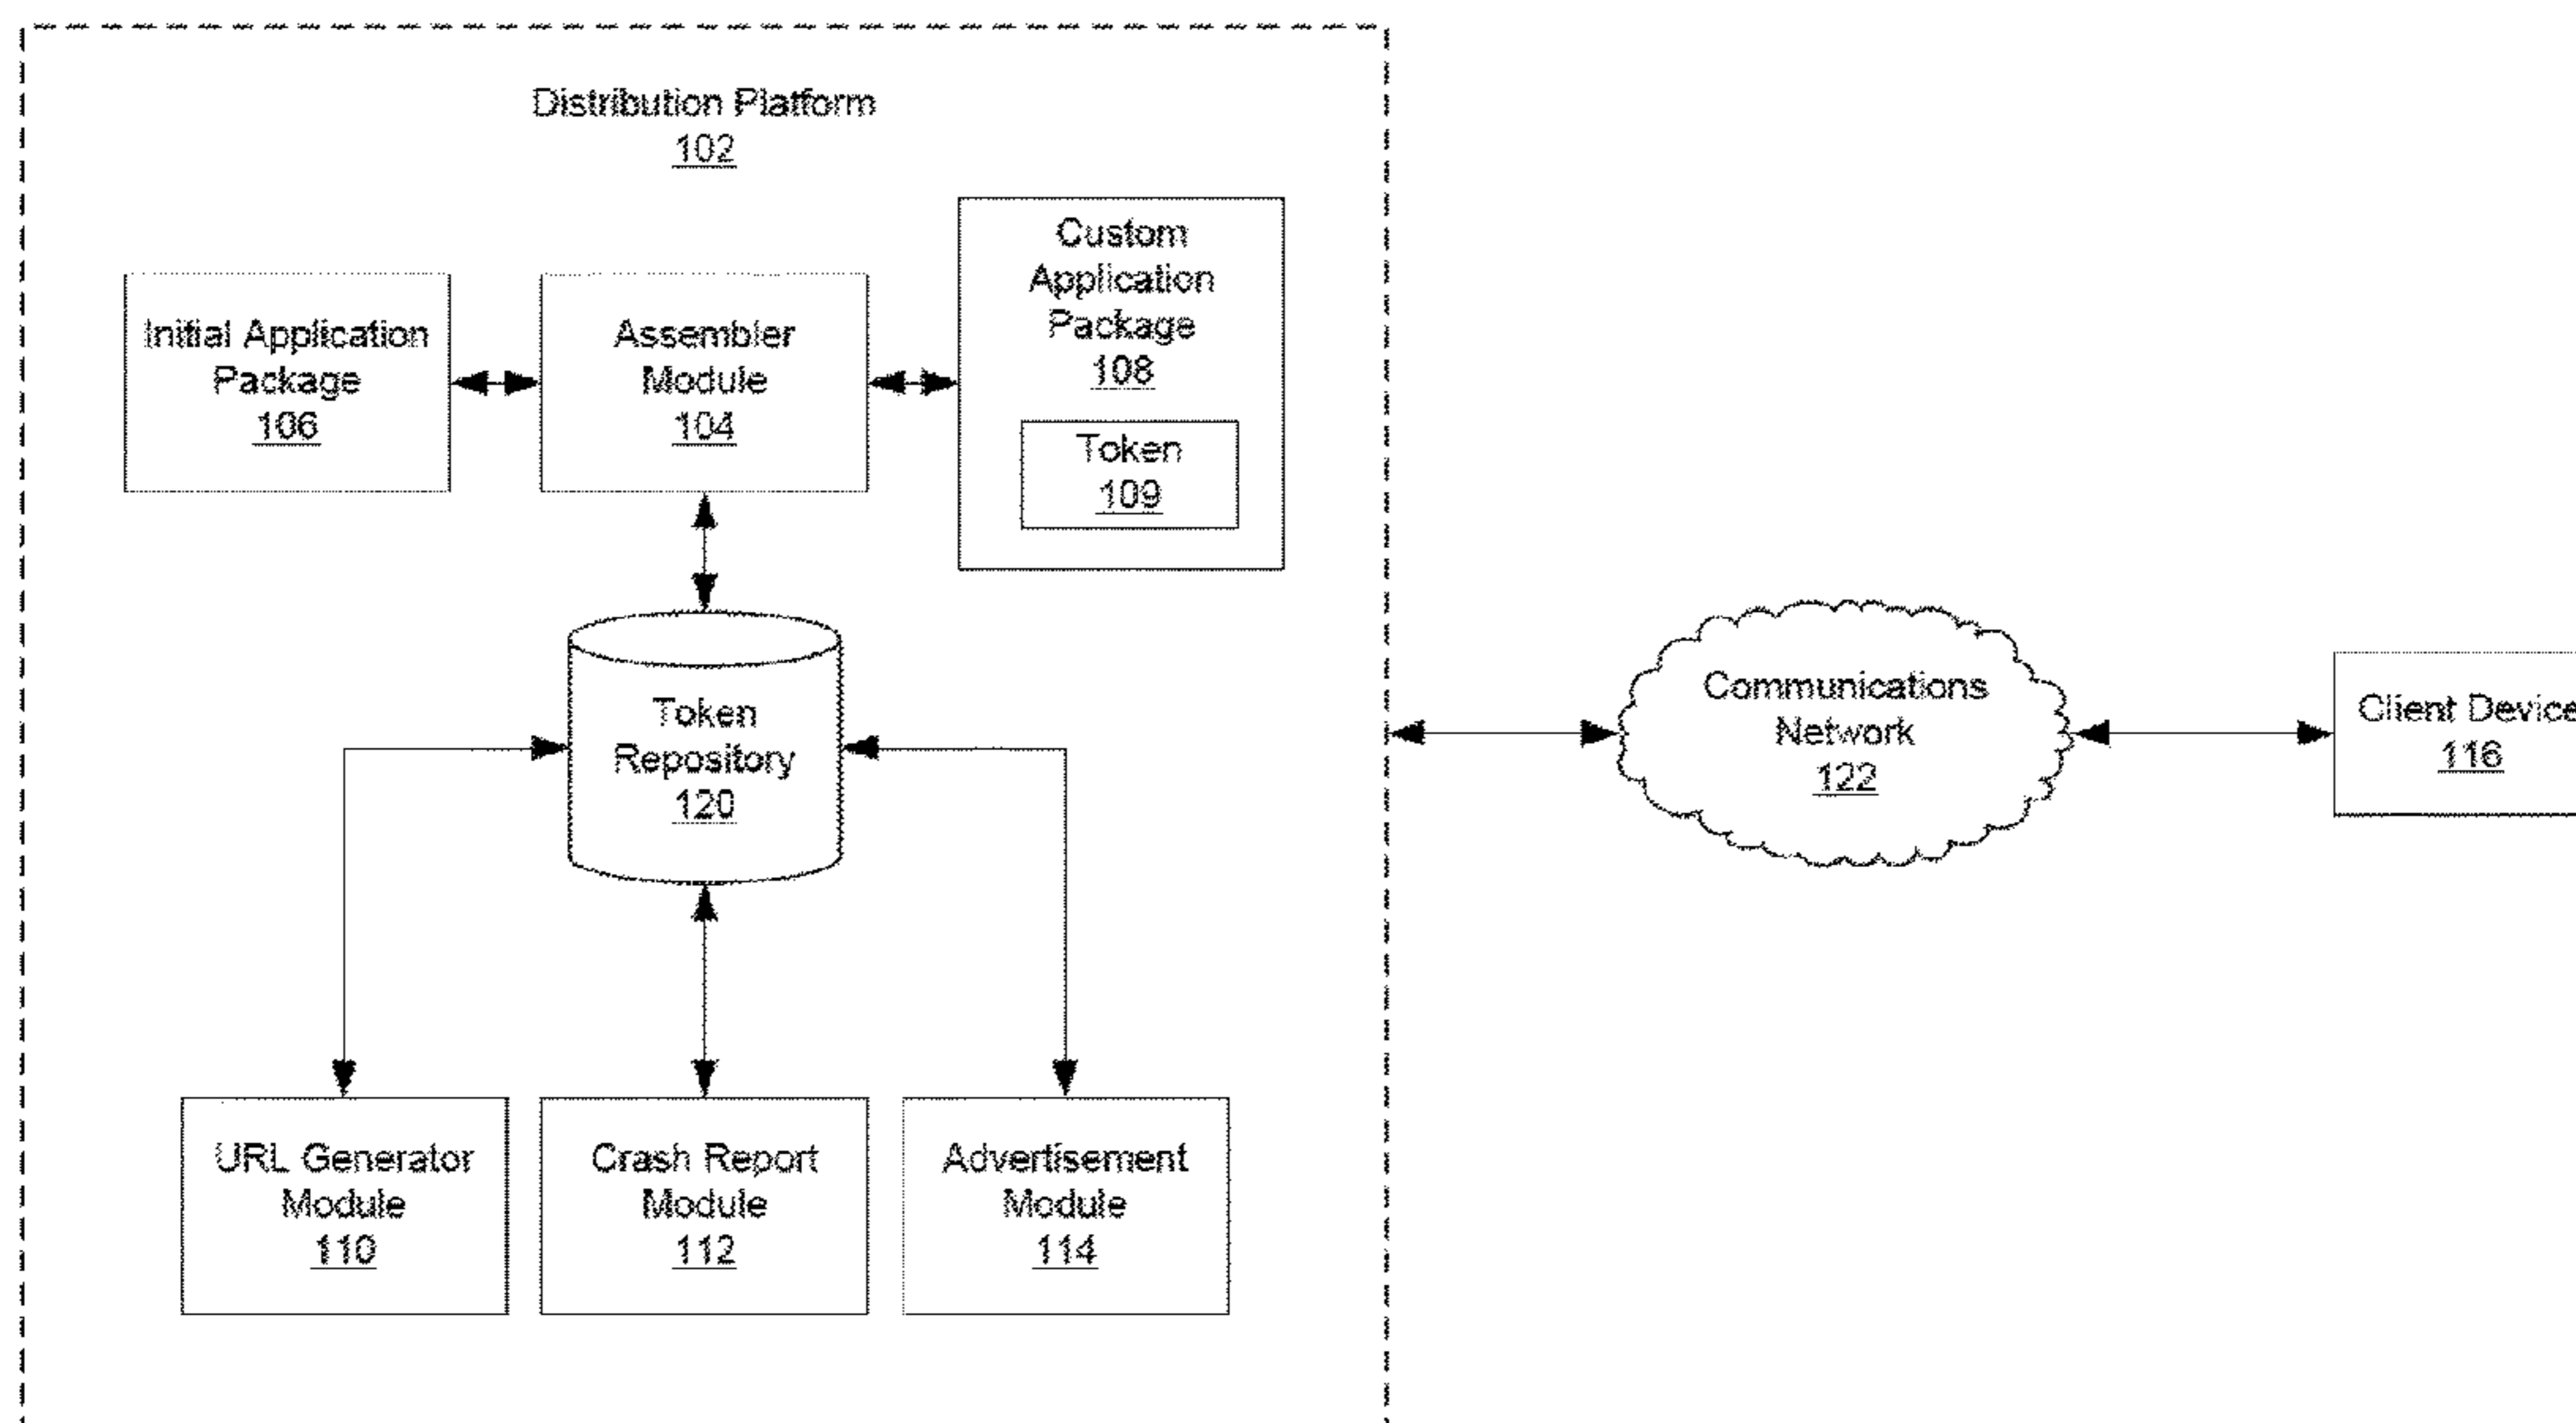 Distribution Platform
102
Initial Application
Package
106
Assembler
Module
104
Custom
Application
Package
108
Token
109
Token
Repository
120
Communications
Network
122
Client Device
116
URL Generator
Module
110
Crash Report
Module
112
Advertisement
Module
114